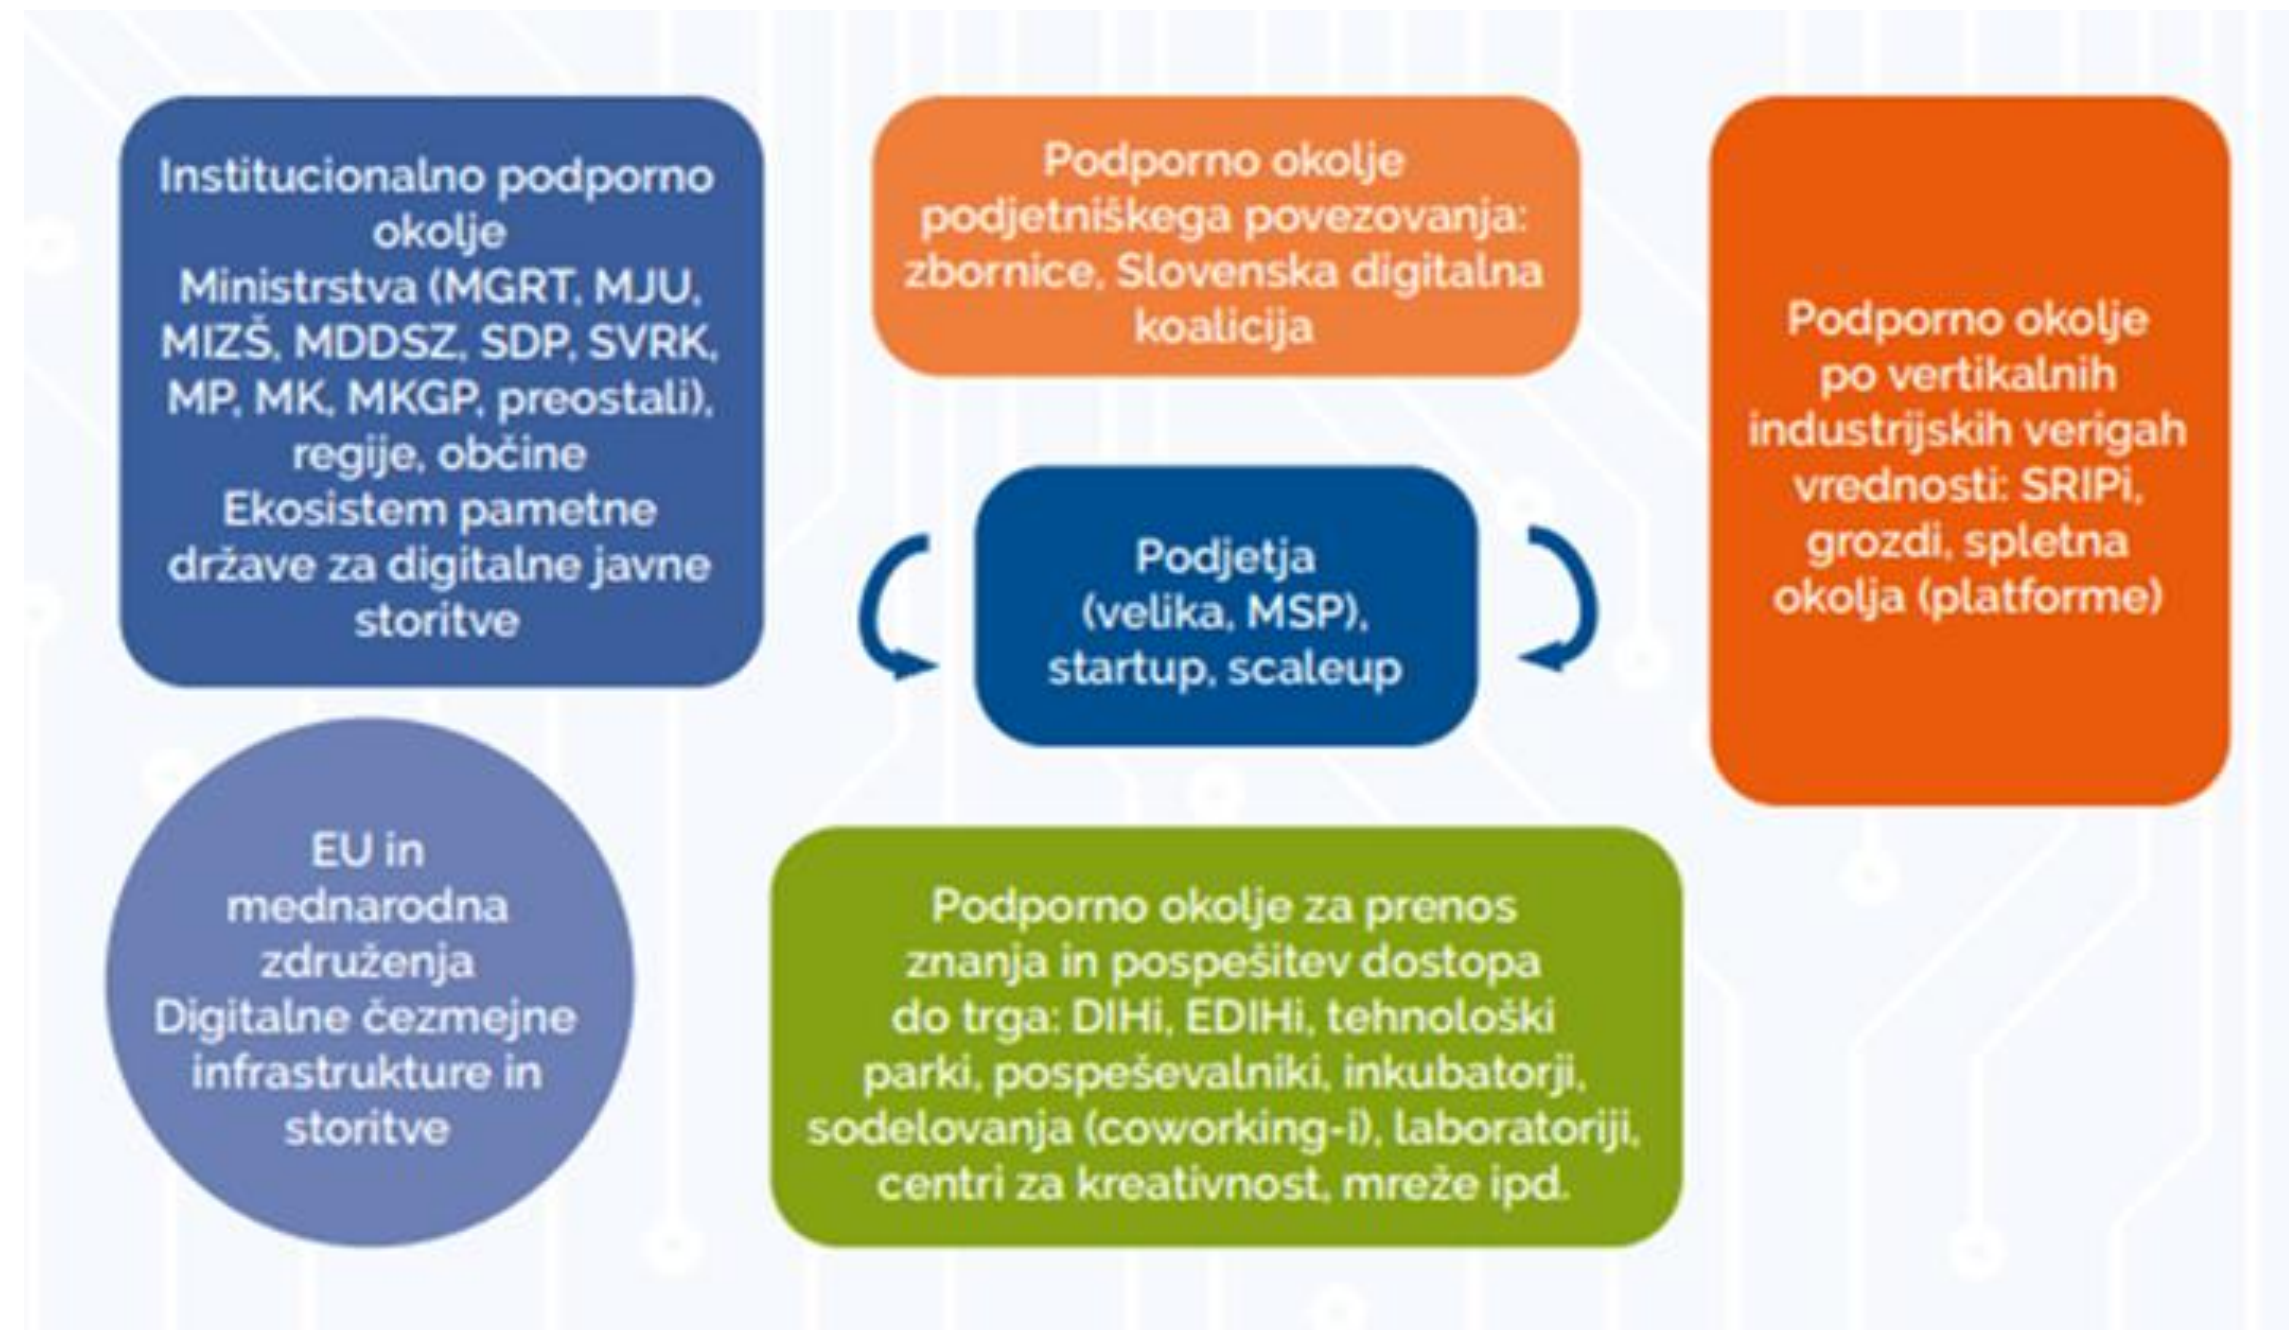 Institucionalno podporno
okolje
Ministrstva (MGRT, MJU,
MIZŠ, MDDSZ, SDP, SVRK,
MP, MK, MKGP, preostali),
regije, občine
Ekosistem pametne
države za digitalne javne
storitve
Podporno okolje
podjetniškega povezovanja:
zbornice, Slovenska digitalna
koalicija
Podporno okolje
po vertikalnih
industrijskih verigah
vrednosti: SRIPi,
grozdi, spletna
okolja (platforme)
Podjetja
(velika, MSP),
startup, scaleup
EU in
mednarodna
združenja
Digitalne čezmejne
infrastrukture in
storitve
Podporno okolje za prenos
znanja in pospešitev dostopa
do trga: DIHi, EDIHi, tehnološki
parki, pospeševalniki, inkubatorji,
sodelovanja (coworking-i), laboratoriji,
centri za kreativnost, mreže ipd.